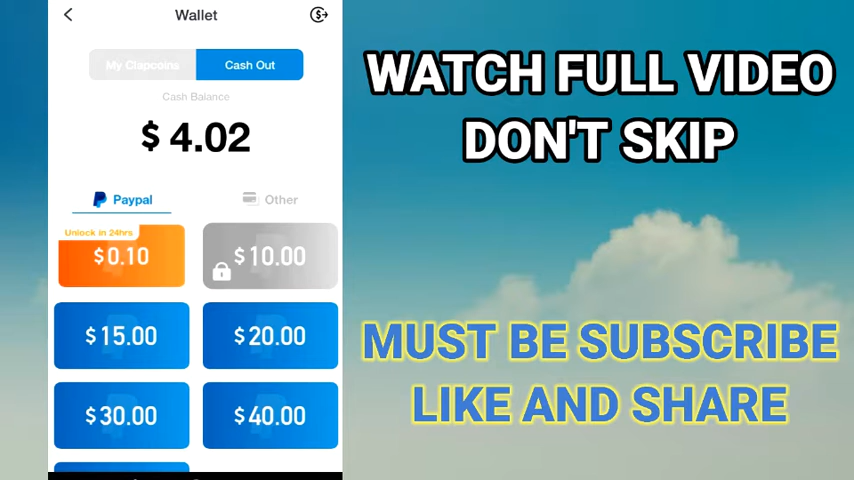 Wallet
My Clapcoins
Cash Out
Cash Balance
$ 4.02
Paypal
Other
Unlock in 24hrs
$0.10
$10.00
$15.00
$20.00
$30.00
$40.00
WATCH FULL VIDEO
DON'T SKIP
MUST BE SUBSCRIBE
LIKE AND SHARE